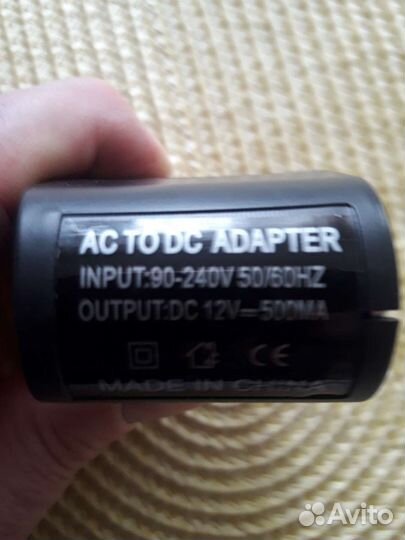 AC TO DC ADAPTER
INPUT:90-240V 50/60HZ
OUTPUT:DC 12V⎓500MA
CE
MADE IN CHINA
Avito